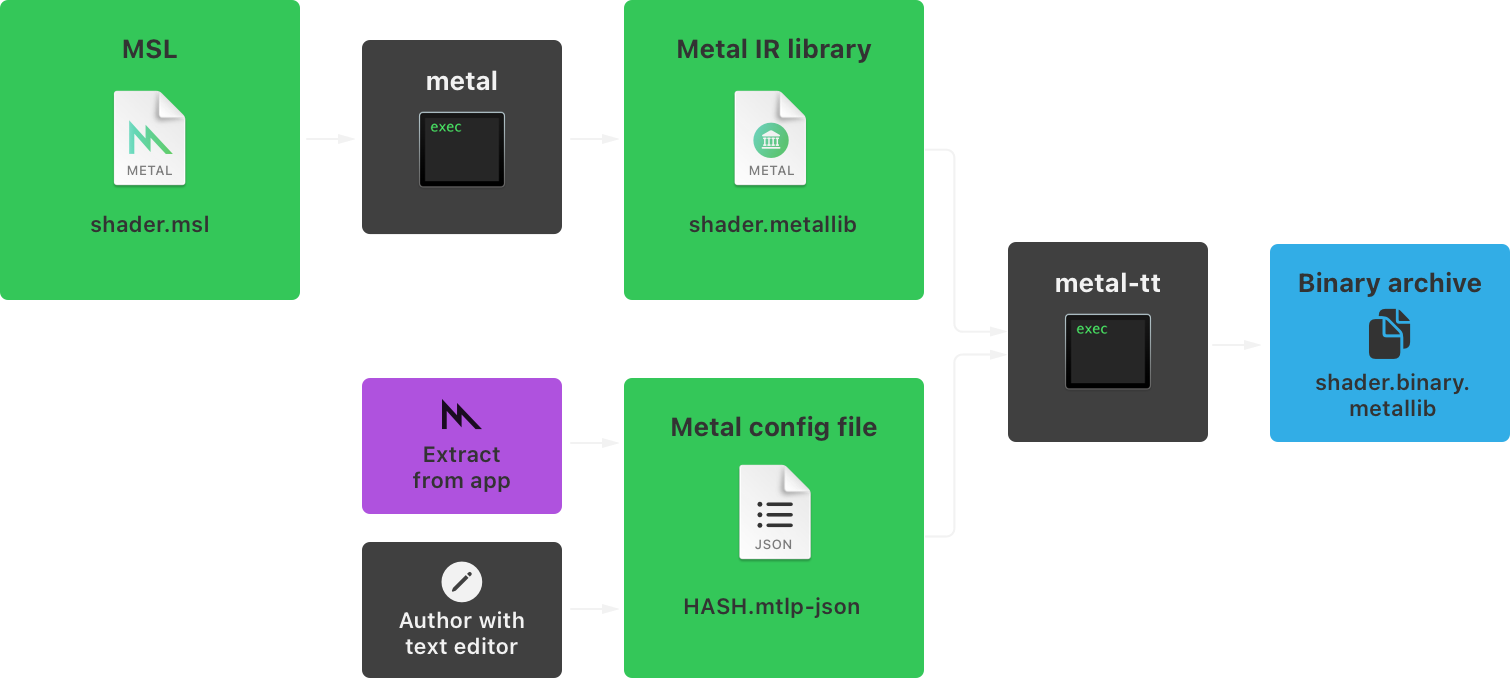 MSL
METAL
shader.msl
metal
exec
Metal IR library
METAL
shader.metallib
Extract
from app
Author with
text editor
Metal config file
JSON
HASH.mtlp-json
metal-tt
exec
Binary archive
shader.binary.
metallib